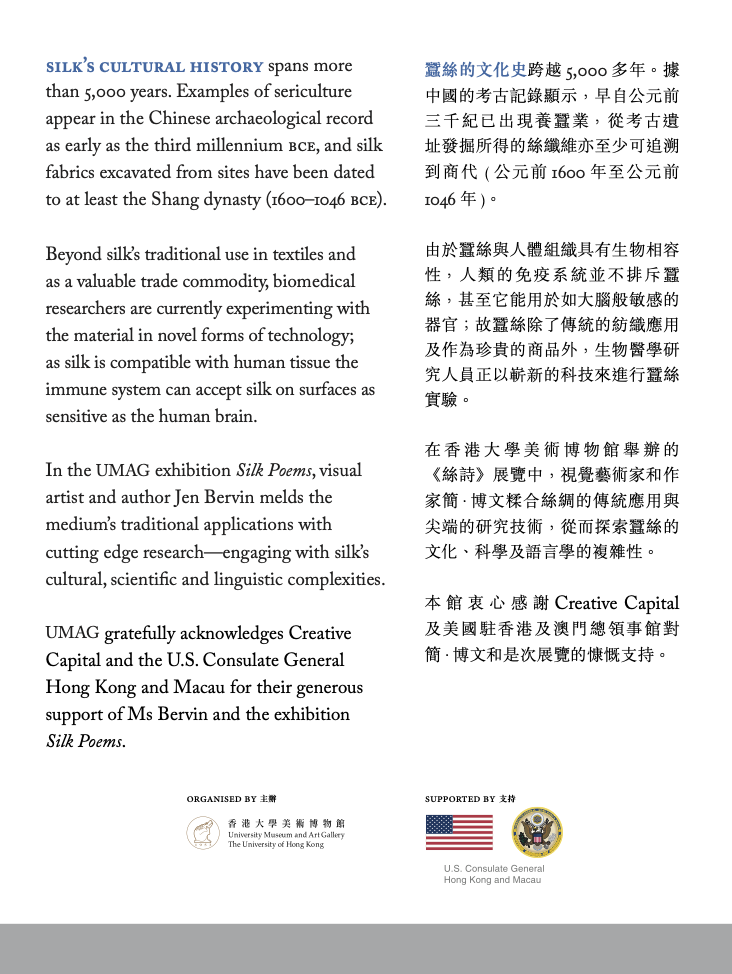 SILK'S CULTURAL HISTORY spans more
than 5,000 years. Examples of sericulture
appear in the Chinese archaeological record
as early as the third millennium BCE, and silk
fabrics excavated from sites have been dated
to at least the Shang dynasty (1600–1046 BCE).
Beyond silk's traditional use in textiles and
as a valuable trade commodity, biomedical
researchers are currently experimenting with
the material in novel forms of technology;
as silk is compatible with human tissue the
immune system can accept silk on surfaces as
sensitive as the human brain.
In the UMAG exhibition Silk Poems, visual
artist and author Jen Bervin melds the
medium's traditional applications with
cutting edge research—engaging with silk's
cultural, scientific and linguistic complexities.
UMAG gratefully acknowledges Creative
Capital and the U.S. Consulate General
Hong Kong and Macau for their generous
support of Ms Bervin and the exhibition
Silk Poems.
蠶絲的文化史跨越 5,000 多年。據
中國的考古記錄顯示，早自公元前
三千紀已出現養蠶業，從考古遺
址發掘所得的絲織維亦至少可追溯
到商代 ( 公元前 1600 年至公元前
1046 年 )。
由於蠶絲與人體組織具有生物相容
性，人類的免疫系統並不排斥蠶
絲，甚至它能用於如大腦般敏感的
器官；故蠶絲除了傳統的紡織應用
及作為珍貴的商品外，生物醫學研
究人員正以嶄新的科技來進行蠶絲
實驗。
在香港大學美術博物館舉辦的
《絲詩》展覽中，視覺藝術家和作
家簡·博文糅合絲綢的傳統應用與
尖端的研究技術，從而探索蠶絲的
文化、科學及語言學的複雜性。
本館衷心感謝 Creative Capital
及美國駐香港及澳門總領事館對
簡·博文和是次展覽的慷慨支持。
ORGANISED BY 主辦
香港大學美術博物館
University Museum and Art Gallery
The University of Hong Kong
SUPPORTED BY 支持
U.S. Consulate General
Hong Kong and Macau